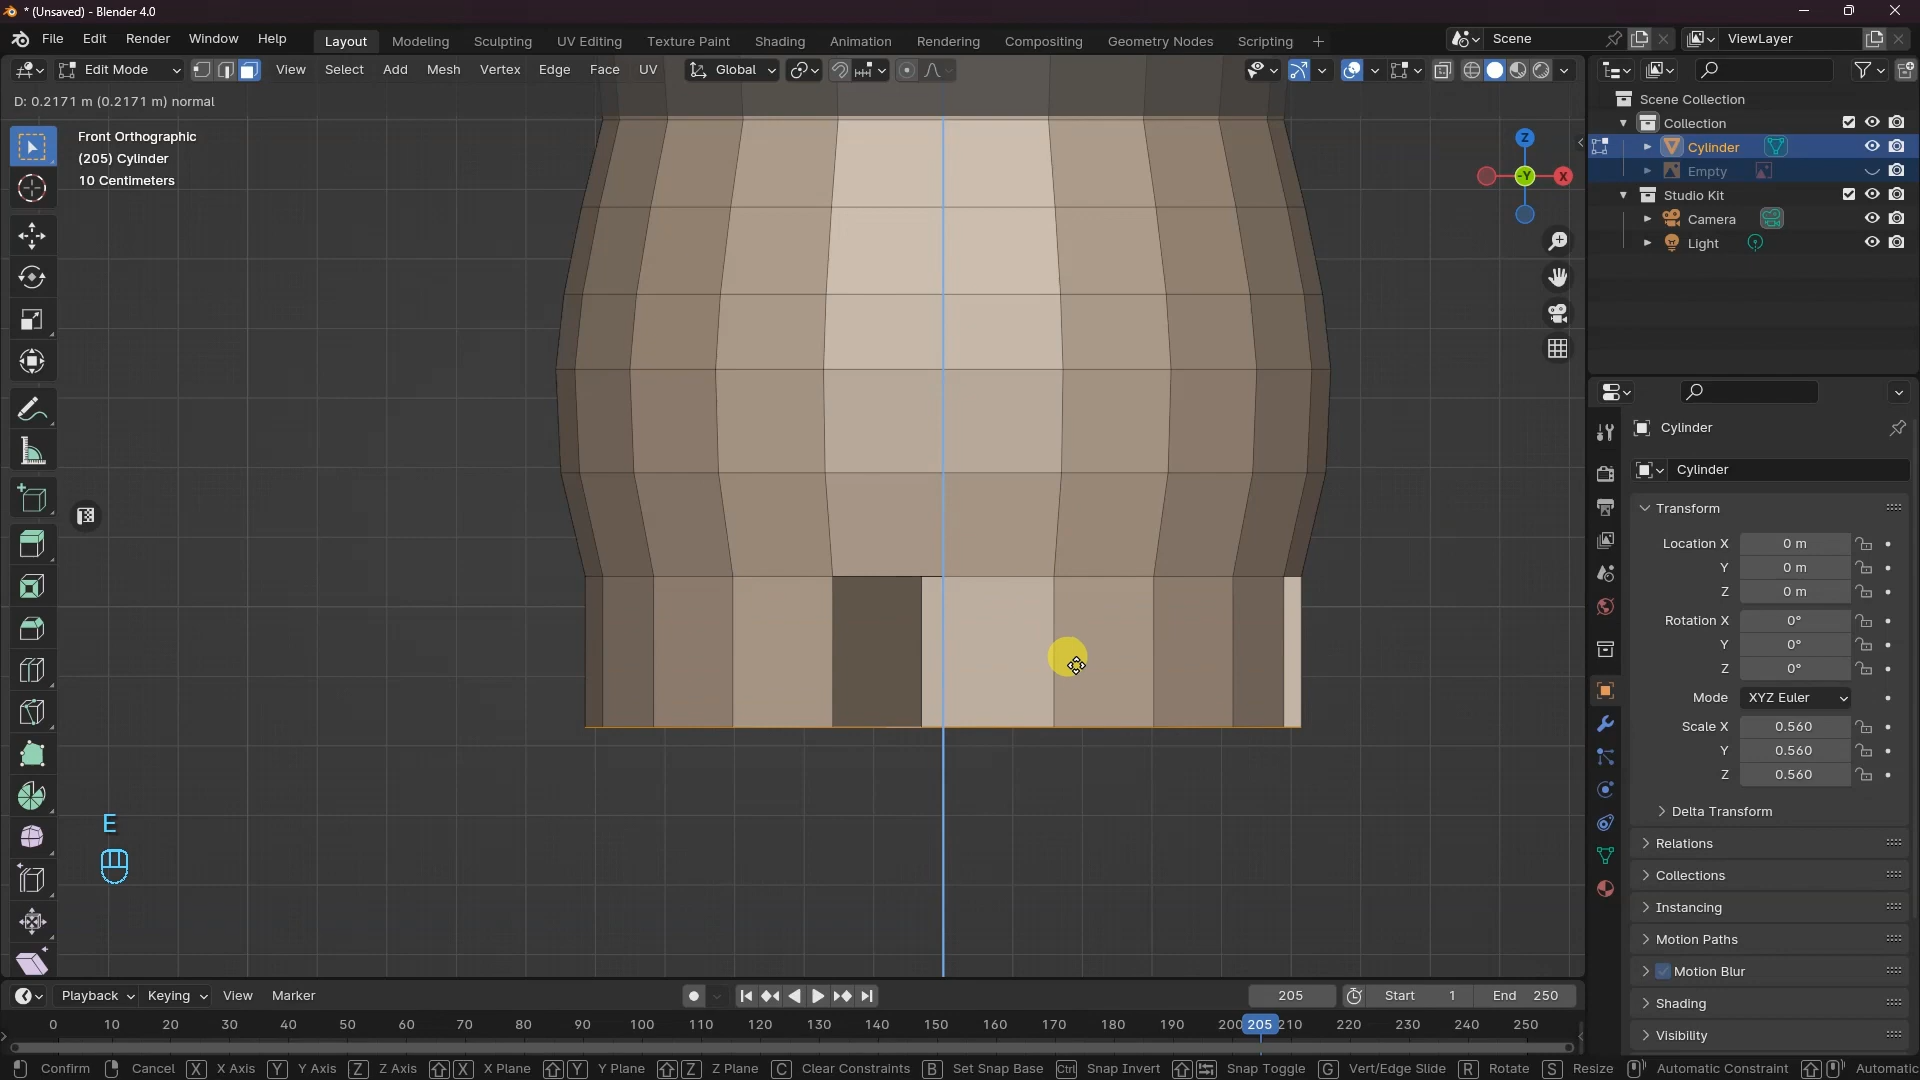 * (Unsaved) - Blender 4.0
File Edit Render Window Help
Layout Modeling Sculpting UV Editing Texture Paint Shading Animation Rendering Compositing Geometry Nodes Scripting +
Scene
ViewLayer
Edit Mode
View Select Add Mesh Vertex Edge Face UV
Global
D: 0.2171 m (0.2171 m) normal
Front Orthographic
(205) Cylinder
10 Centimeters
Z
-Y
X
E
Scene Collection
Collection
Cylinder
Empty
Studio Kit
Camera
Light
Cylinder
Cylinder
Transform
Location X 0 m
Y 0 m
Z 0 m
Rotation X 0°
Y 0°
Z 0°
Mode XYZ Euler
Scale X 0.560
Y 0.560
Z 0.560
Delta Transform
Relations
Collections
Instancing
Motion Paths
Motion Blur
Shading
Visibility
Playback Keying View Marker
205 Start 1 End 250
0 10 20 30 40 50 60 70 80 90 100 110 120 130 140 150 160 170 180 190 200 205 210 220 230 240 250
Confirm Cancel X X Axis Y Y Axis Z Z Axis X X Plane Y Y Plane Z Z Plane C Clear Constraints B Set Snap Base Ctrl Snap Invert Snap Toggle G Vert/Edge Slide R Rotate S Resize Automatic Constraint Automatic